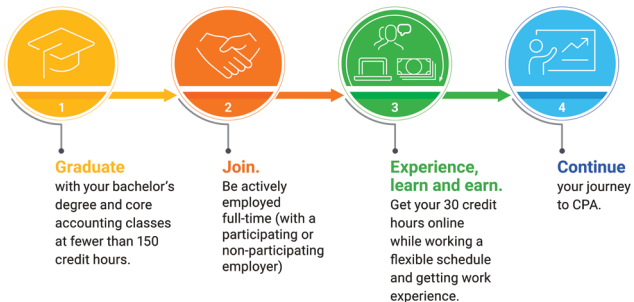 1
2
3
4
Graduate
with your bachelor's
degree and core
accounting classes
at fewer than 150
credit hours.
Join.
Be actively
employed
full-time (with a
participating or
non-participating
employer)
Experience,
learn and earn.
Get your 30 credit
hours online
while working a
flexible schedule
and getting work
experience.
Continue
your journey
to CPA.